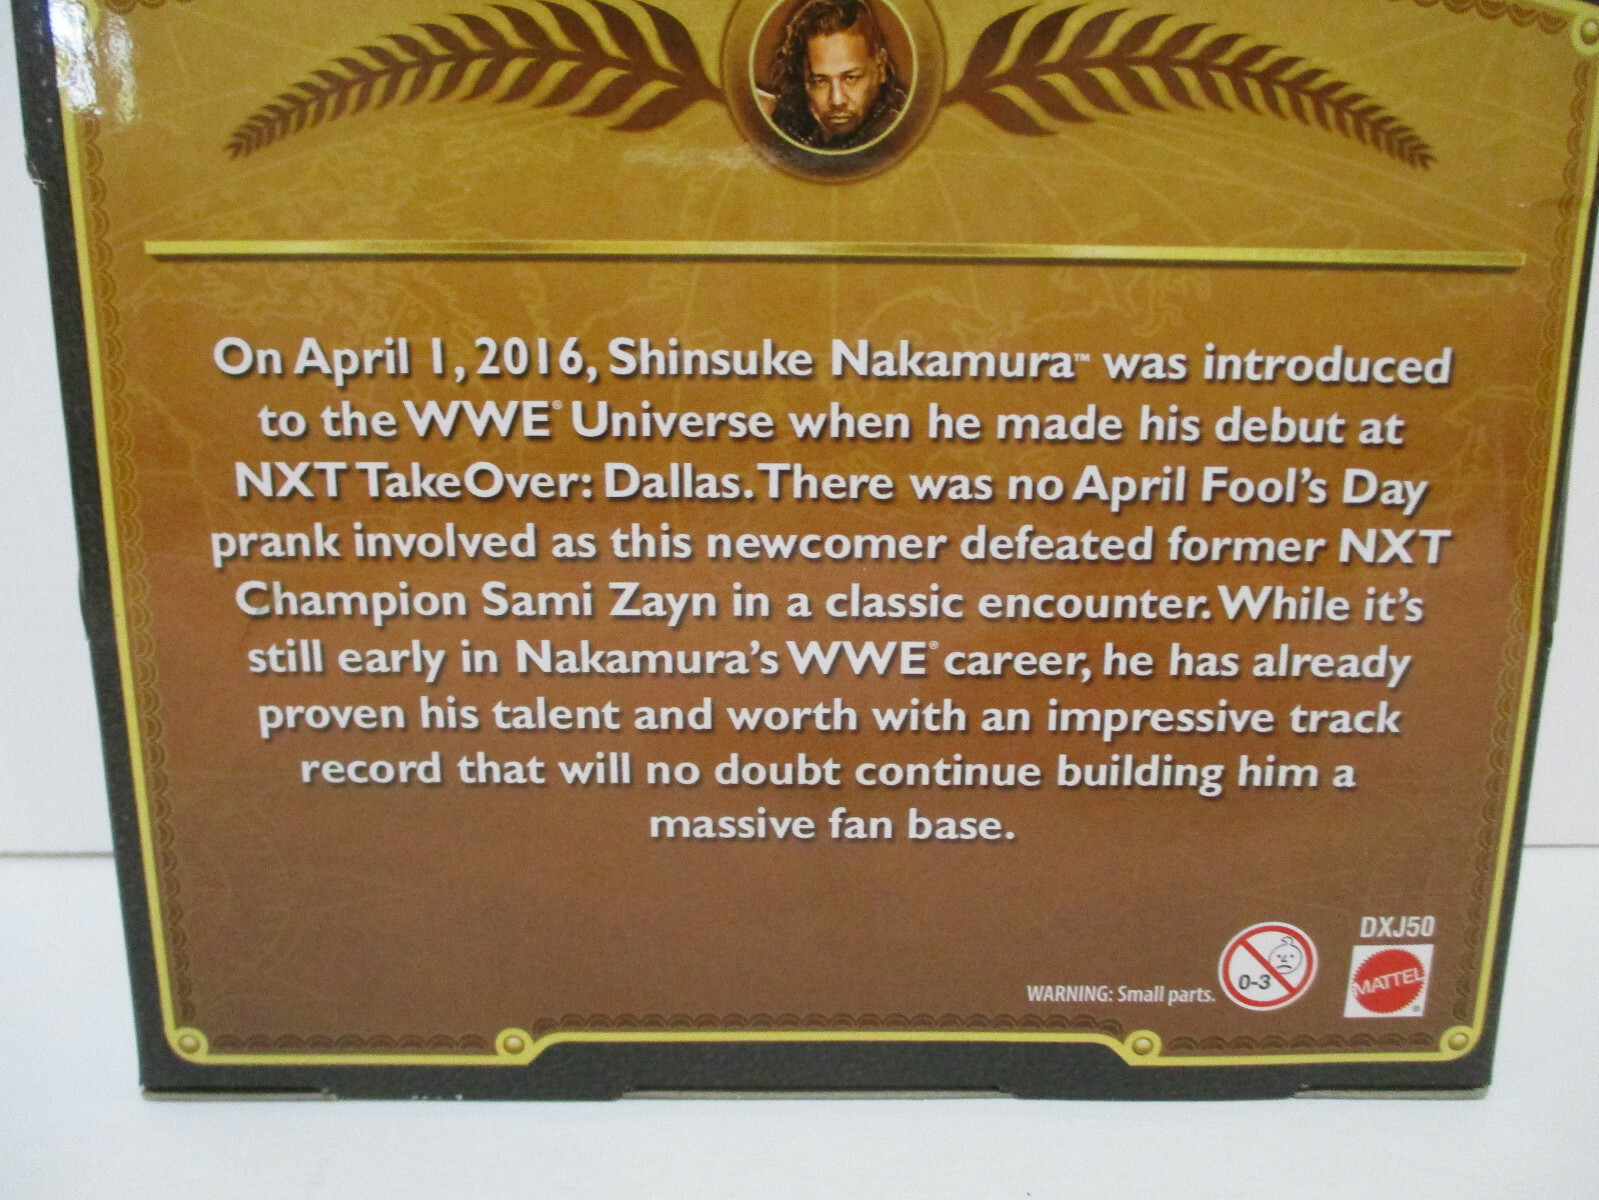 On April 1, 2016, Shinsuke Nakamura™ was introduced
to the WWE® Universe when he made his debut at
NXT TakeOver: Dallas. There was no April Fool's Day
prank involved as this newcomer defeated former NXT
Champion Sami Zayn in a classic encounter. While it's
still early in Nakamura's WWE® career, he has already
proven his talent and worth with an impressive track
record that will no doubt continue building him a
massive fan base.
DXJ50
WARNING: Small parts.
0-3
MATTEL®